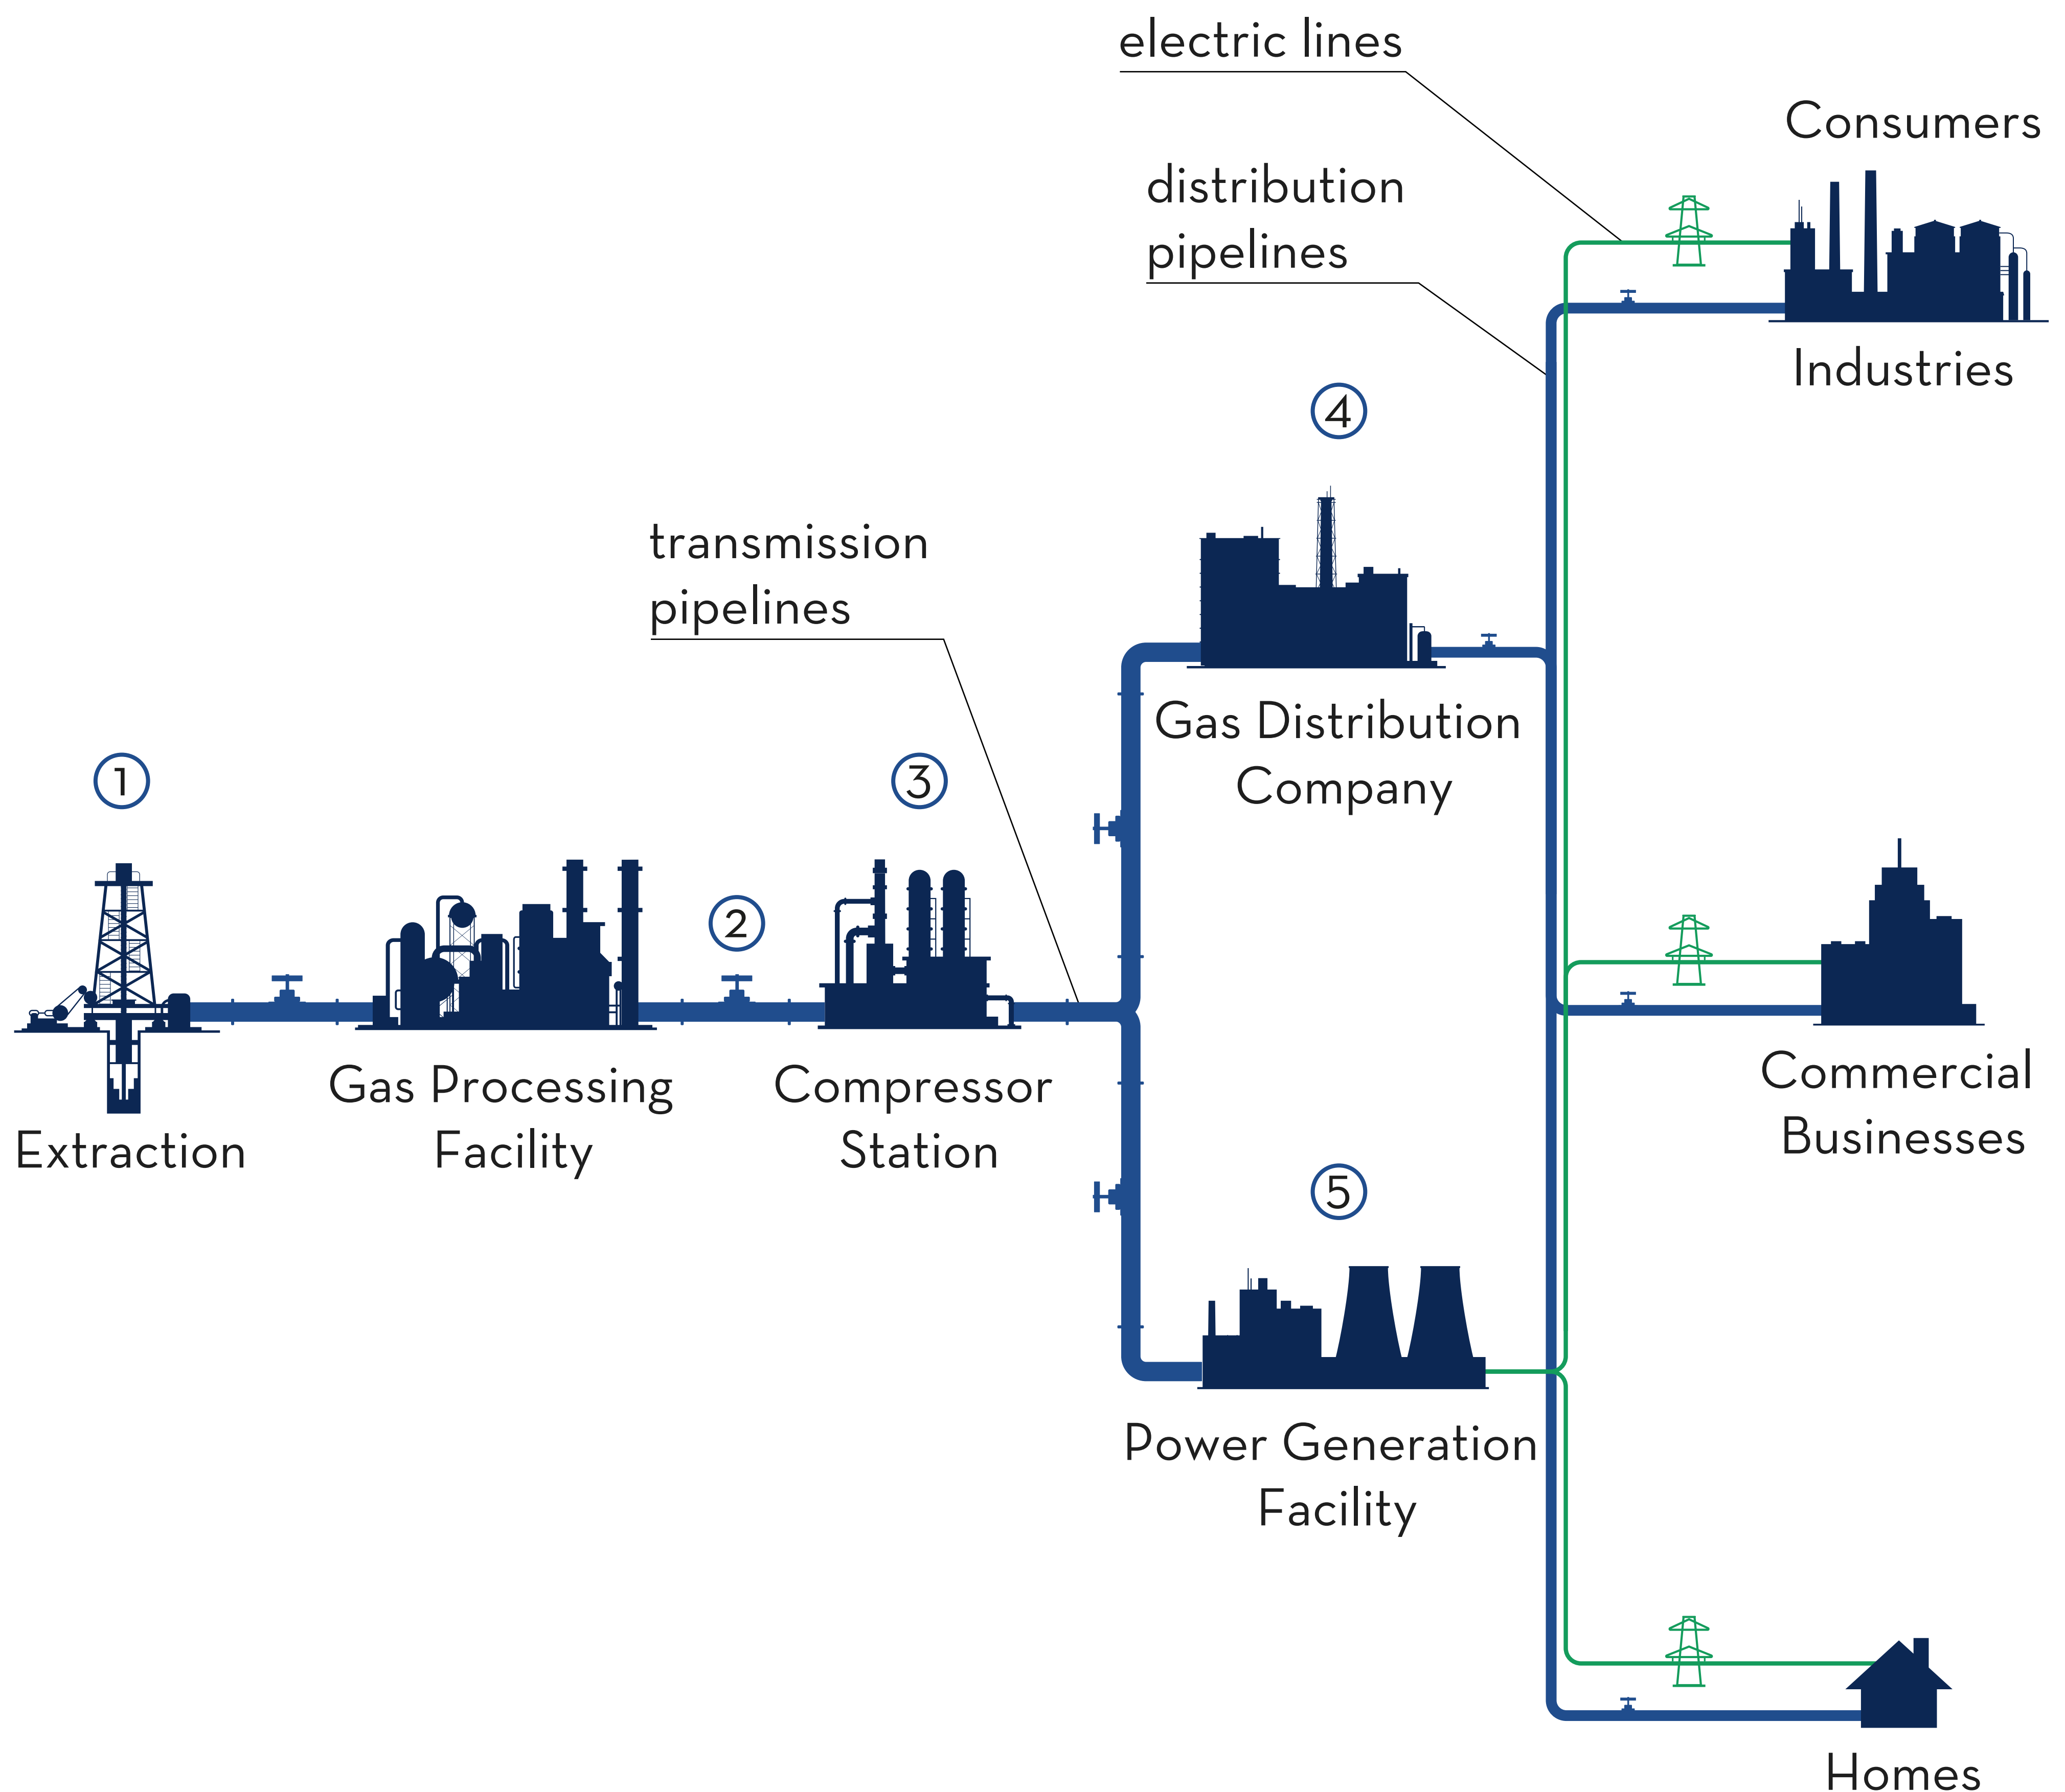 electric lines
Consumers
distribution
pipelines
Industries
4
transmission
pipelines
Gas Distribution
Company
1
3
2
Gas Processing
Facility
Compressor
Station
Extraction
Commercial
Businesses
5
Power Generation
Facility
Homes